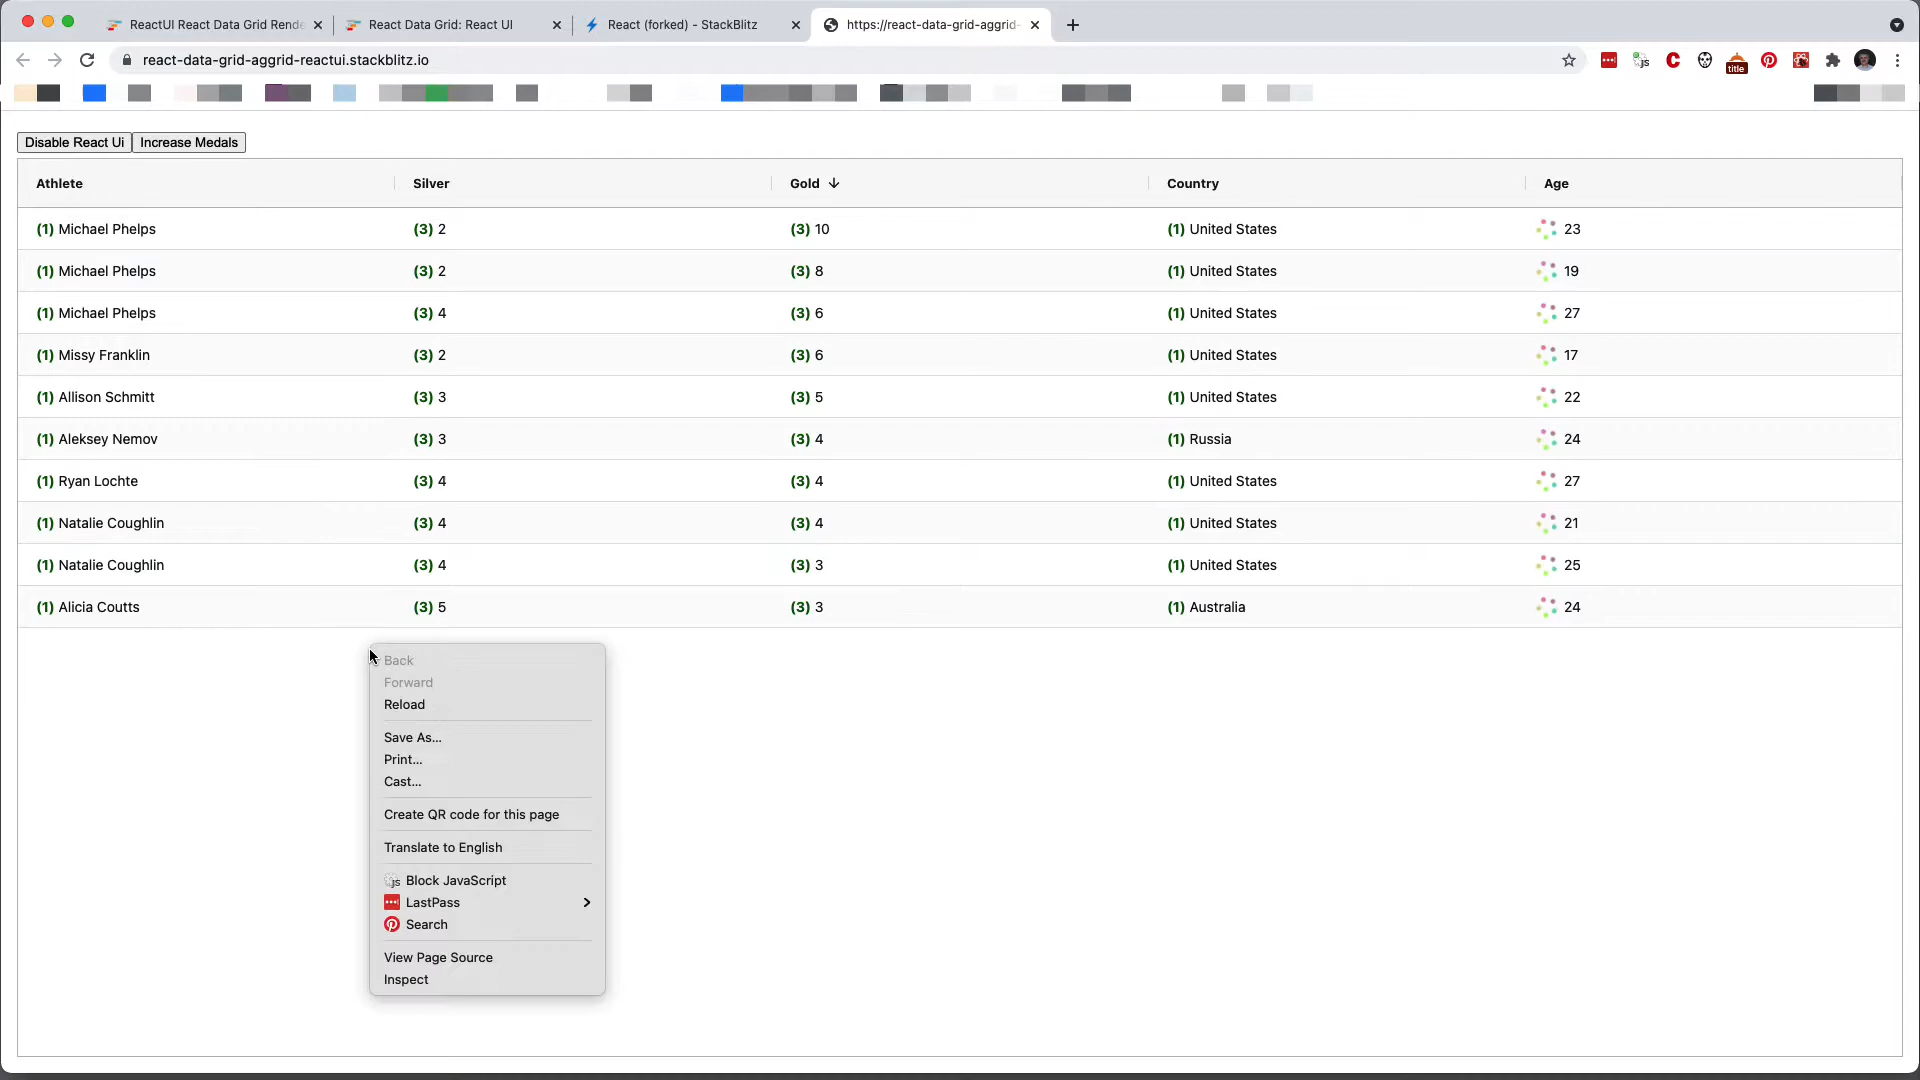 ReactUI React Data Grid Rende
React Data Grid: React UI
React (forked) - StackBlitz
https://react-data-grid-aggrid-
react-data-grid-aggrid-reactui.stackblitz.io
js
C
title
Disable React Ui
Increase Medals
Athlete Silver Gold Country Age
(1) Michael Phelps (3) 2 (3) 10 (1) United States 23
(1) Michael Phelps (3) 2 (3) 8 (1) United States 19
(1) Michael Phelps (3) 4 (3) 6 (1) United States 27
(1) Missy Franklin (3) 2 (3) 6 (1) United States 17
(1) Allison Schmitt (3) 3 (3) 5 (1) United States 22
(1) Aleksey Nemov (3) 3 (3) 4 (1) Russia 24
(1) Ryan Lochte (3) 4 (3) 4 (1) United States 27
(1) Natalie Coughlin (3) 4 (3) 4 (1) United States 21
(1) Natalie Coughlin (3) 4 (3) 3 (1) United States 25
(1) Alicia Coutts (3) 5 (3) 3 (1) Australia 24
Back
Forward
Reload
Save As...
Print...
Cast...
Create QR code for this page
Translate to English
js Block JavaScript
LastPass
Search
View Page Source
Inspect